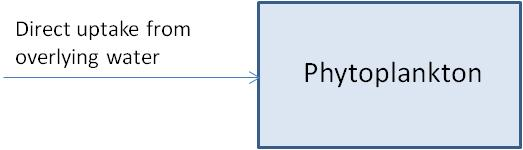 Direct uptake from
overlying water
Phytoplankton